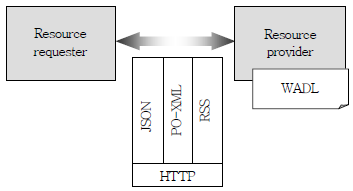 Resource
requester
Resource
provider
WADL
JSON
PO-XML
RSS
HTTP